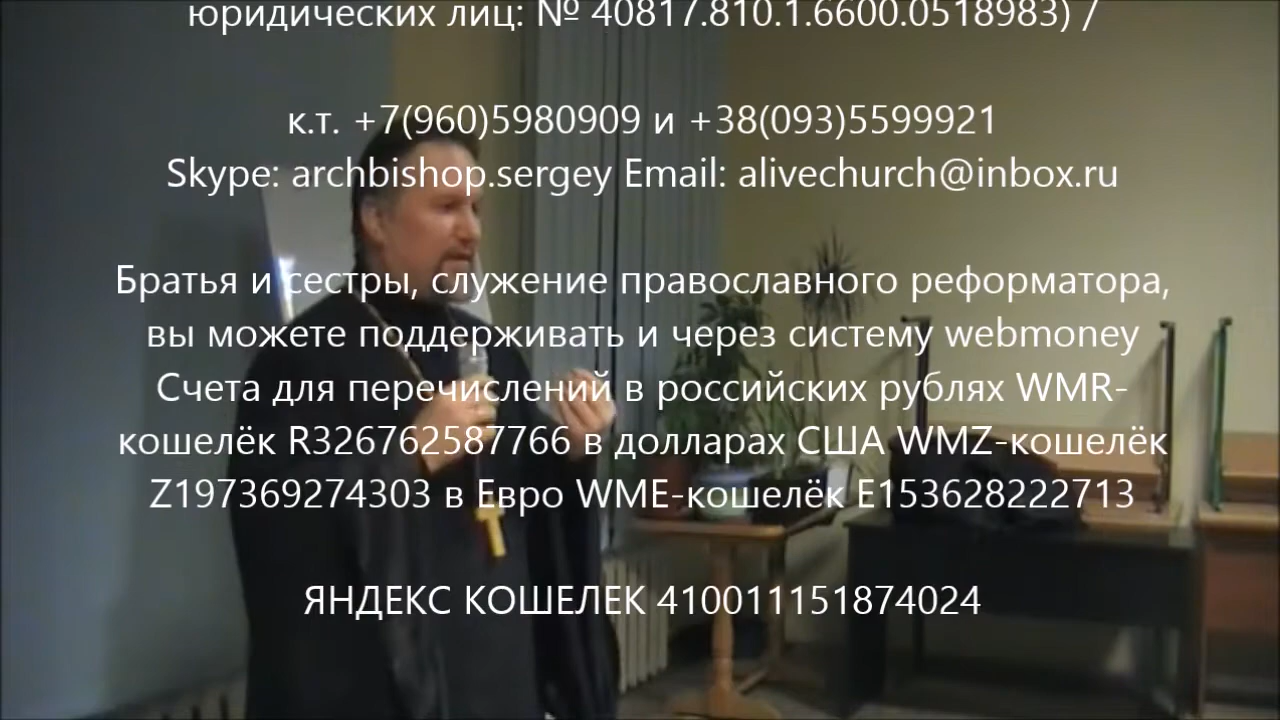 юридических лиц: № 40817.810.1.6600.0518983) /
к.т. +7(960)5980909 и +38(093)5599921
Skype: archbishop.sergey Email: alivechurch@inbox.ru
Братья и сестры, служение православного реформатора,
вы можете поддерживать и через систему webmoney
Счета для перечислений в российских рублях WMR-
кошелёк R326762587766 в долларах США WMZ-кошелёк
Z197369274303 в Евро WME-кошелёк E153628222713
ЯНДЕКС КОШЕЛЕК 410011151874024